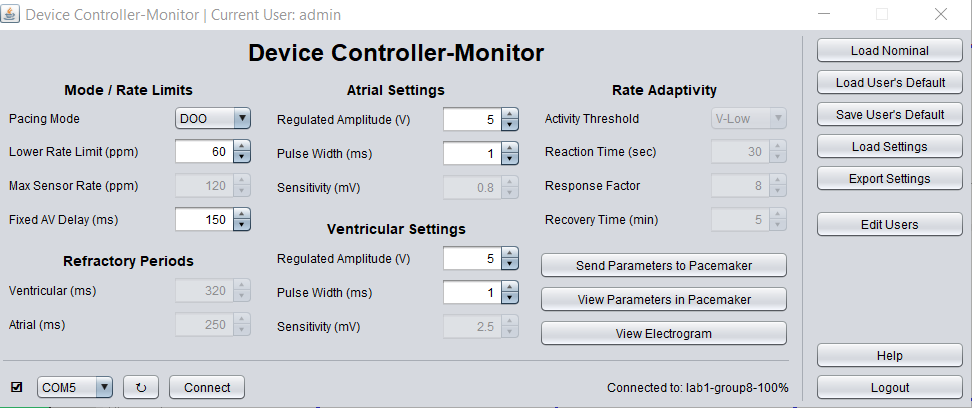 Device Controller-Monitor | Current User: admin
Device Controller-Monitor
Mode / Rate Limits
Pacing Mode DOO
Lower Rate Limit (ppm) 60
Max Sensor Rate (ppm) 120
Fixed AV Delay (ms) 150
Refractory Periods
Ventricular (ms) 320
Atrial (ms) 250
Atrial Settings
Regulated Amplitude (V) 5
Pulse Width (ms) 1
Sensitivity (mV) 0.8
Ventricular Settings
Regulated Amplitude (V) 5
Pulse Width (ms) 1
Sensitivity (mV) 2.5
Rate Adaptivity
Activity Threshold V-Low
Reaction Time (sec) 30
Response Factor 8
Recovery Time (min) 5
Send Parameters to Pacemaker
View Parameters in Pacemaker
View Electrogram
Load Nominal
Load User's Default
Save User's Default
Load Settings
Export Settings
Edit Users
Help
Logout
COM5 ↻ Connect
Connected to: lab1-group8-100%